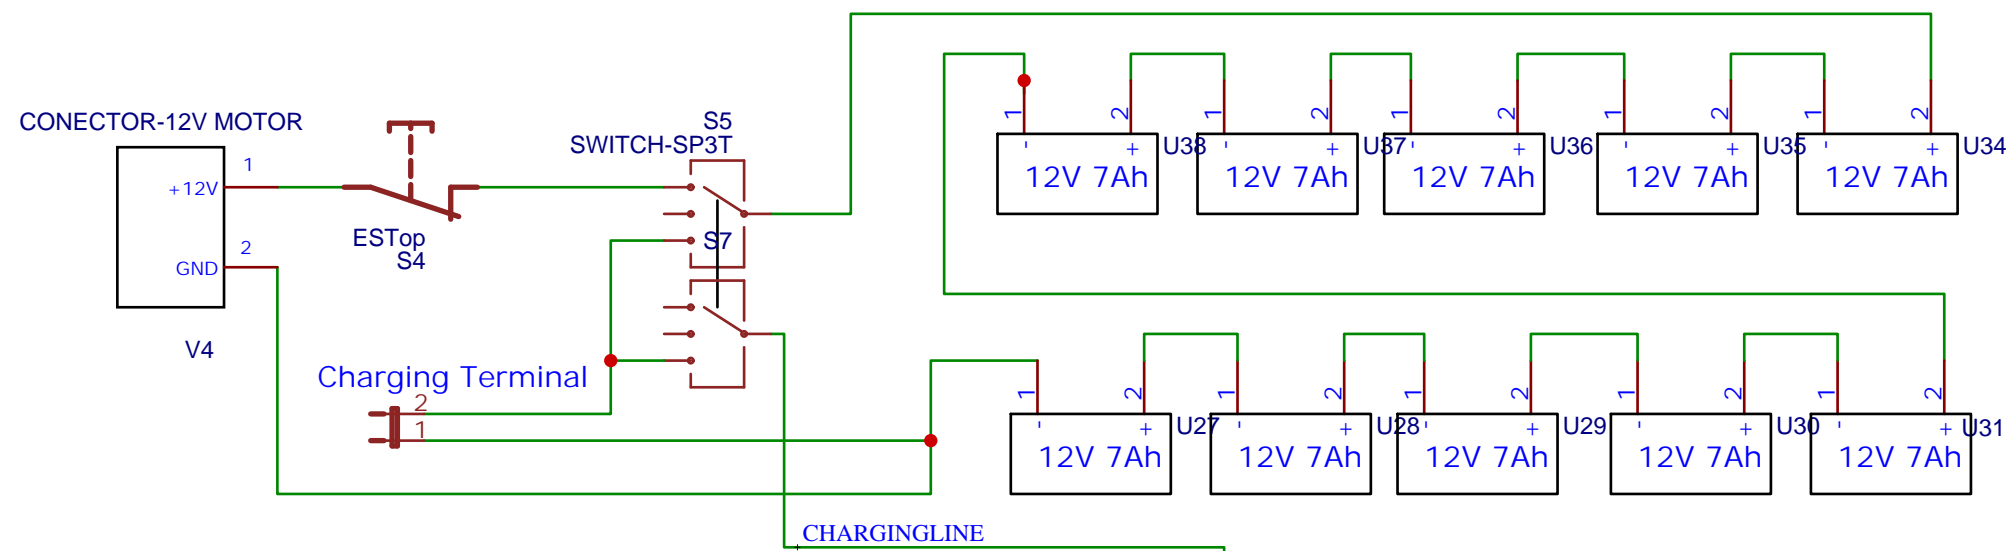 CONECTOR-12V MOTOR
1
+12V
2
GND
V4
ESTop
S4
S5
SWITCH-SP3T
S7
Charging Terminal
2
1
1
2
1
2
1
2
1
2
1
2
-
+
U38
-
+
U37
-
+
U36
-
+
U35
-
+
U34
12V 7Ah
12V 7Ah
12V 7Ah
12V 7Ah
12V 7Ah
1
2
1
2
1
2
1
2
1
2
-
+
U27
-
+
U28
-
+
U29
-
+
U30
-
+
U31
12V 7Ah
12V 7Ah
12V 7Ah
12V 7Ah
12V 7Ah
CHARGINGLINE